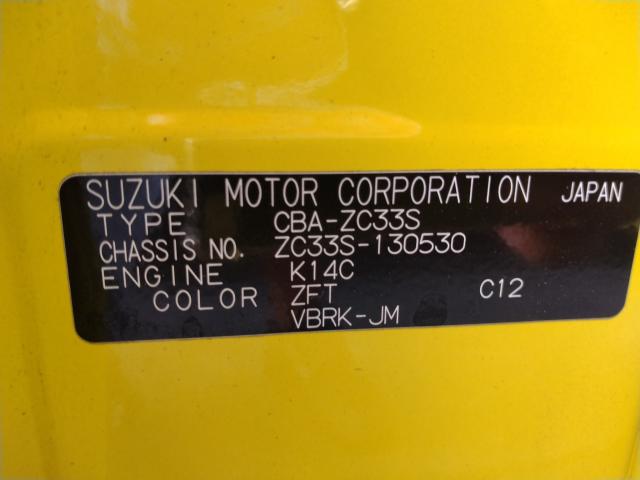 SUZUKI MOTOR CORPORATION JAPAN
TYPE CBA-ZC33S
CHASSIS NO. ZC33S-130530
ENGINE K14C
COLOR ZFT C12
VBRK-JM